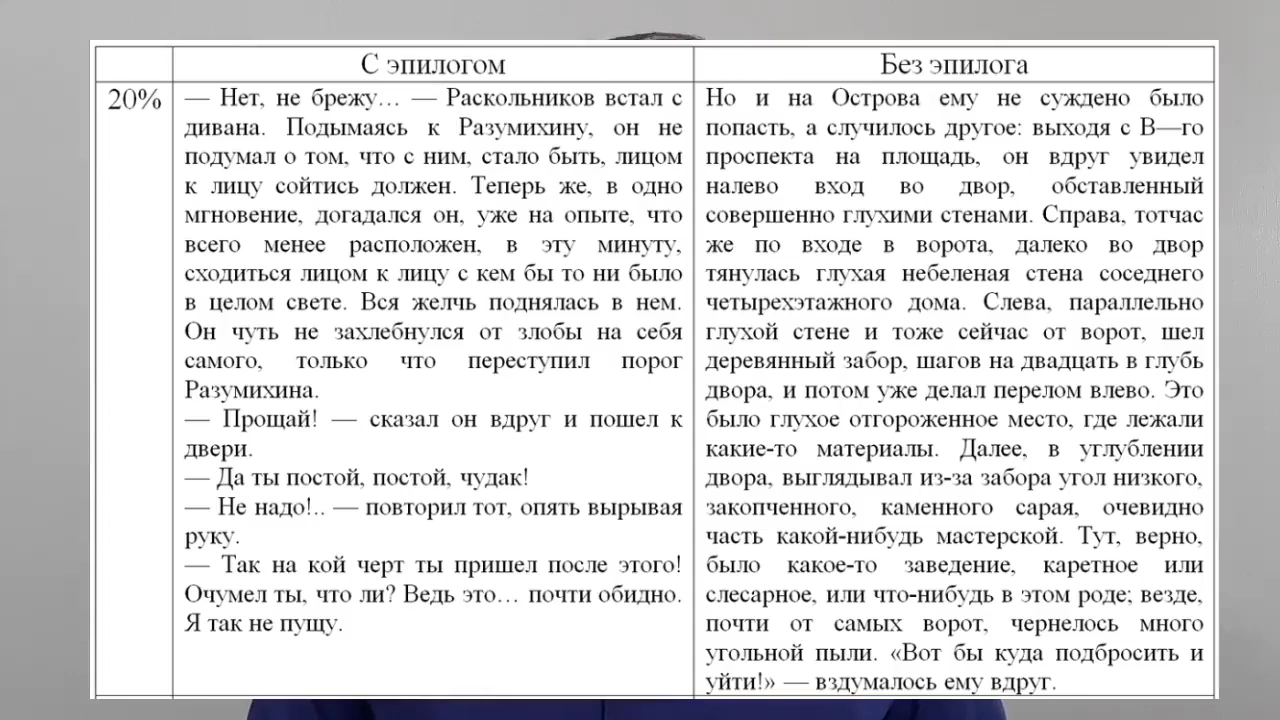 С эпилогом
Без эпилога
20%
— Нет, не брежу… — Раскольников встал с
дивана. Подымаясь к Разумихину, он не
подумал о том, что с ним, стало быть, лицом
к лицу сойтись должен. Теперь же, в одно
мгновение, догадался он, уже на опыте, что
всего менее расположен, в эту минуту,
сходиться лицом к лицу с кем бы то ни было
в целом свете. Вся желчь поднялась в нем.
Он чуть не захлебнулся от злобы на себя
самого, только что переступил порог
Разумихина.
— Прощай! — сказал он вдруг и пошел к
двери.
— Да ты постой, постой, чудак!
— Не надо!.. — повторил тот, опять вырывая
руку.
— Так на кой черт ты пришел после этого!
Очумел ты, что ли? Ведь это… почти обидно.
Я так не пущу.
Но и на Острова ему не суждено было
попасть, а случилось другое: выходя с В—го
проспекта на площадь, он вдруг увидел
налево вход во двор, обставленный
совершенно глухими стенами. Справа, тотчас
же по входе в ворота, далеко во двор
тянулась глухая небеленая стена соседнего
четырехэтажного дома. Слева, параллельно
глухой стене и тоже сейчас от ворот, шел
деревянный забор, шагов на двадцать в глубь
двора, и потом уже делал перелом влево. Это
было глухое отгороженное место, где лежали
какие-то материалы. Далее, в углублении
двора, выглядывал из-за забора угол низкого,
закопченного, каменного сарая, очевидно
часть какой-нибудь мастерской. Тут, верно,
было какое-то заведение, каретное или
слесарное, или что-нибудь в этом роде; везде,
почти от самых ворот, чернелось много
угольной пыли. «Вот бы куда подбросить и
уйти!» — вздумалось ему вдруг.